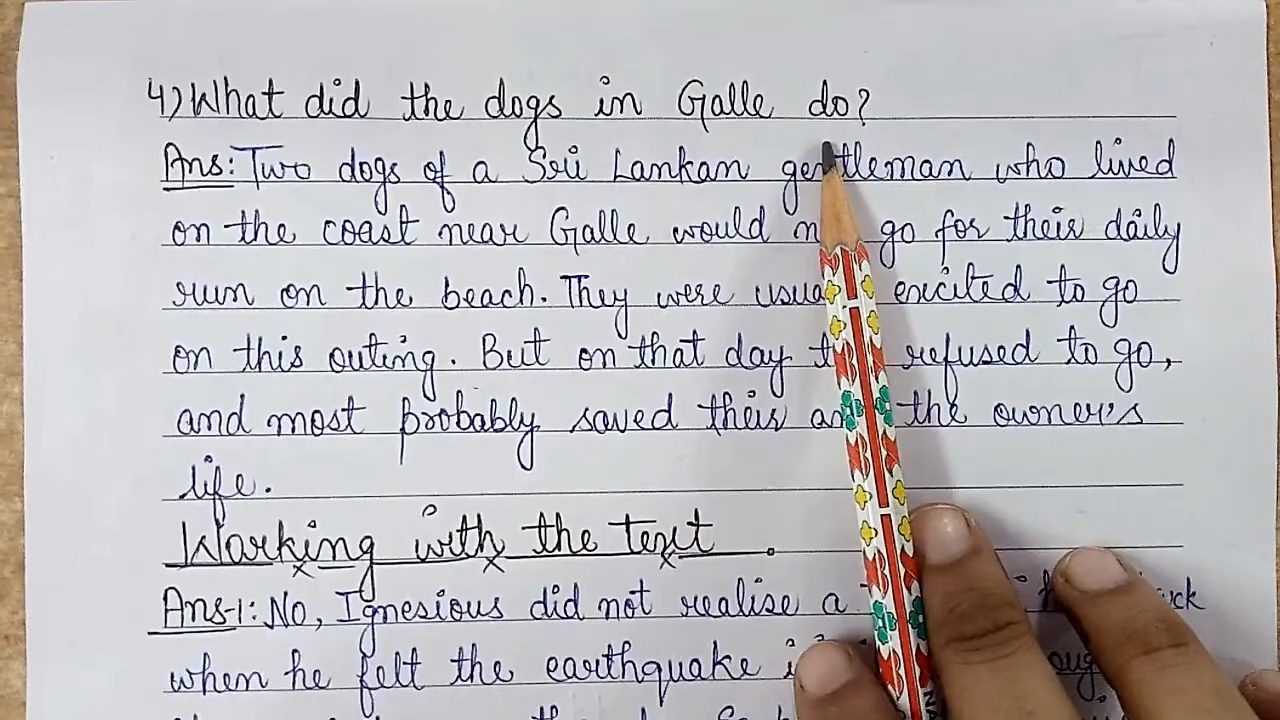 4) What did the dogs in Galle do?
Ans: Two dogs of a Sri Lankan gentleman who lived
on the coast near Galle would go for their daily
run on the beach. They were excited to go
on this outing. But on that day refused to go,
and most probably saved their the owner's
life.
Working with the text.
Ans-1: No, Ignesious did not realise a
when he felt the earthquake